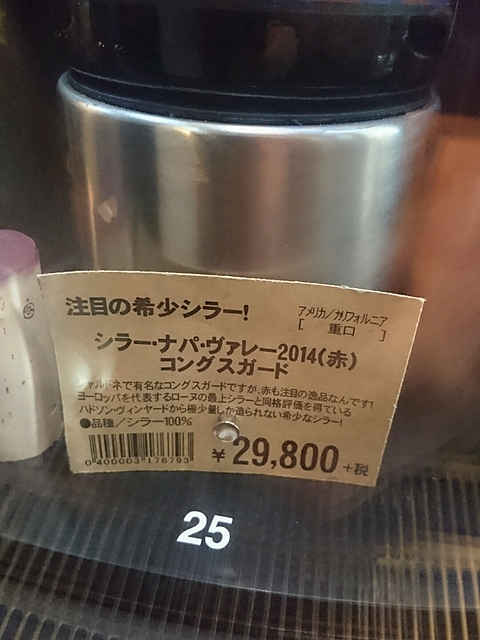 注目の希少シラー!
アメリカ/カリフォルニア
[ 重口 ]
シラー・ナパ・ヴァレー2014(赤)
コングスガード
シャルドネで有名なコングスガードですが、赤も注目の逸品なんです!
ヨーロッパを代表するローヌの最上シラーと同格評価を得ている
ハドソン・ヴィンヤードから極少量しか造られない希少なシラー!
●品種/シラー100%
0 400003 176793
¥29,800+税
25